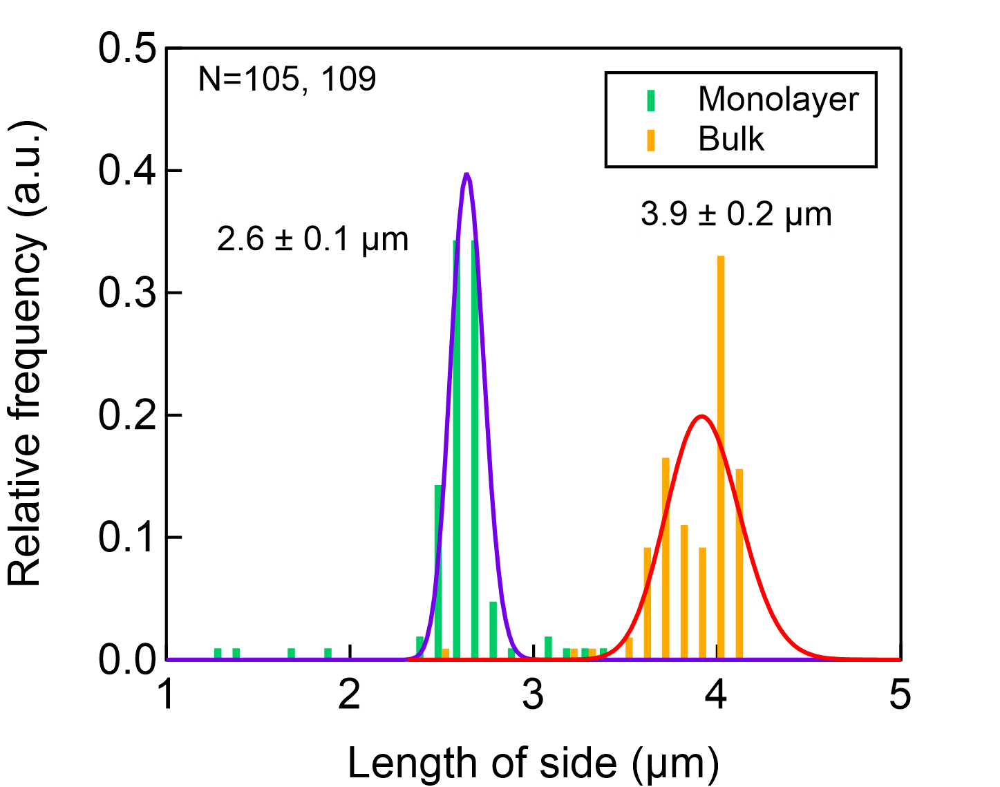 N=105, 109
Monolayer
Bulk
2.6 ± 0.1 µm
3.9 ± 0.2 µm
Relative frequency (a.u.)
0.5
0.4
0.3
0.2
0.1
0.0
1 2 3 4 5
Length of side (µm)